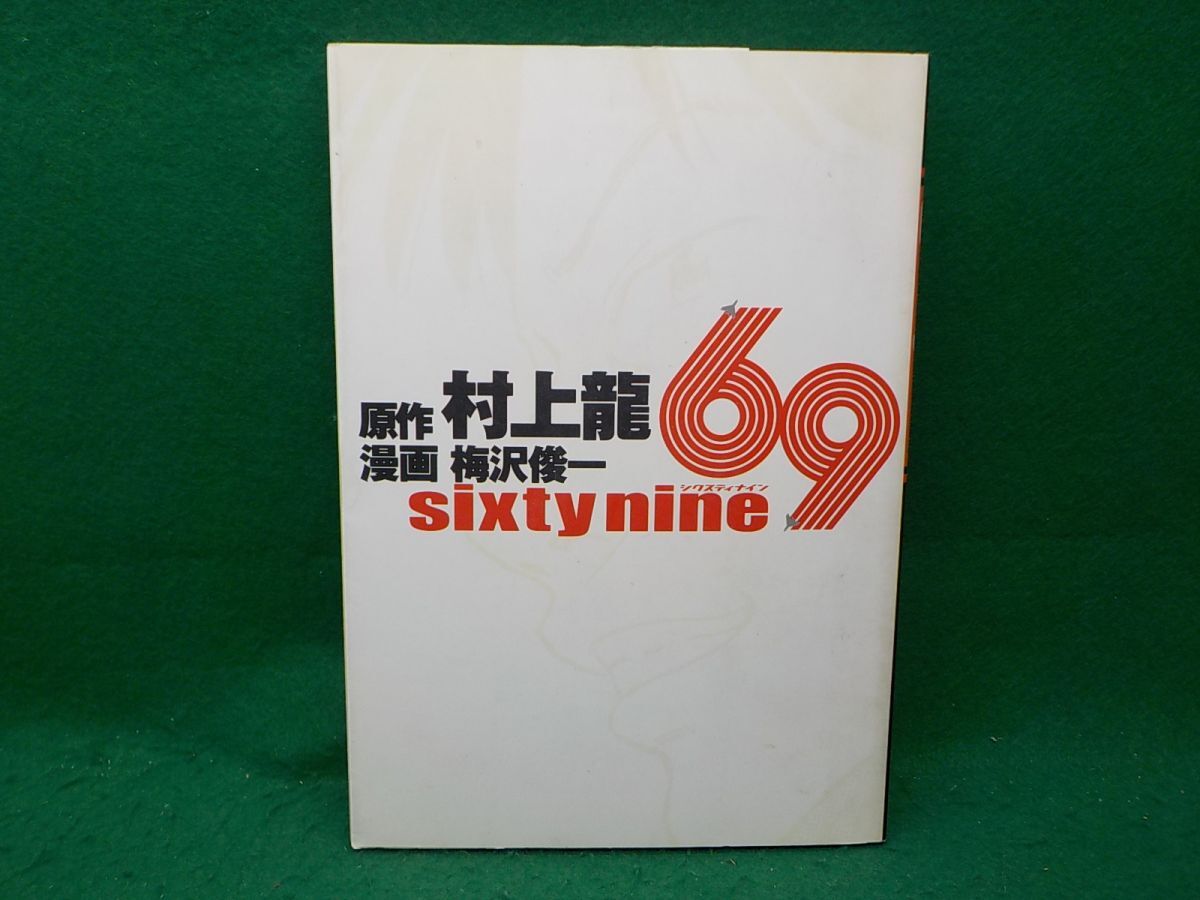 69
原作 村上龍
漫画 梅沢俊一
シクスティナイン
sixty nine